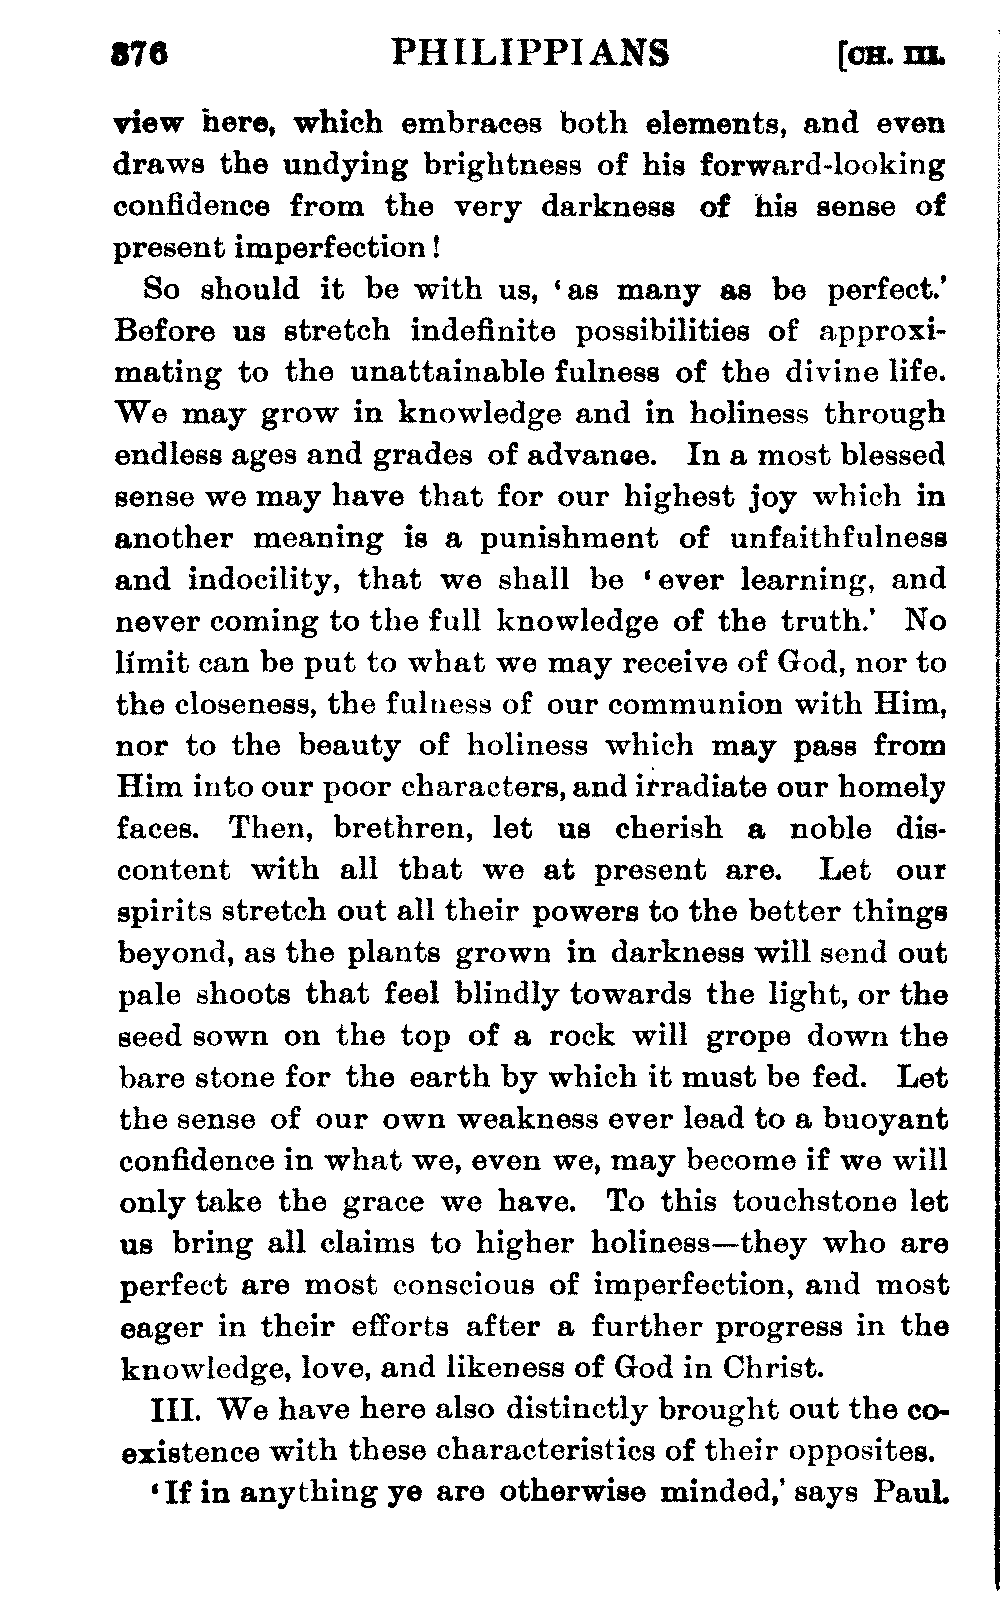 376 PHILIPPIANS [CH. III.
view here, which embraces both elements, and even
draws the undying brightness of his forward-looking
confidence from the very darkness of his sense of
present imperfection!
So should it be with us, ‘as many as be perfect.’
Before us stretch indefinite possibilities of approxi-
mating to the unattainable fulness of the divine life.
We may grow in knowledge and in holiness through
endless ages and grades of advance. In a most blessed
sense we may have that for our highest joy which in
another meaning is a punishment of unfaithfulness
and indocility, that we shall be ‘ever learning, and
never coming to the full knowledge of the truth.’ No
limit can be put to what we may receive of God, nor to
the closeness, the fulness of our communion with Him,
nor to the beauty of holiness which may pass from
Him into our poor characters, and irradiate our homely
faces. Then, brethren, let us cherish a noble dis-
content with all that we at present are. Let our
spirits stretch out all their powers to the better things
beyond, as the plants grown in darkness will send out
pale shoots that feel blindly towards the light, or the
seed sown on the top of a rock will grope down the
bare stone for the earth by which it must be fed. Let
the sense of our own weakness ever lead to a buoyant
confidence in what we, even we, may become if we will
only take the grace we have. To this touchstone let
us bring all claims to higher holiness—they who are
perfect are most conscious of imperfection, and most
eager in their efforts after a further progress in the
knowledge, love, and likeness of God in Christ.
III. We have here also distinctly brought out the co-
existence with these characteristics of their opposites.
‘If in anything ye are otherwise minded,’ says Paul.